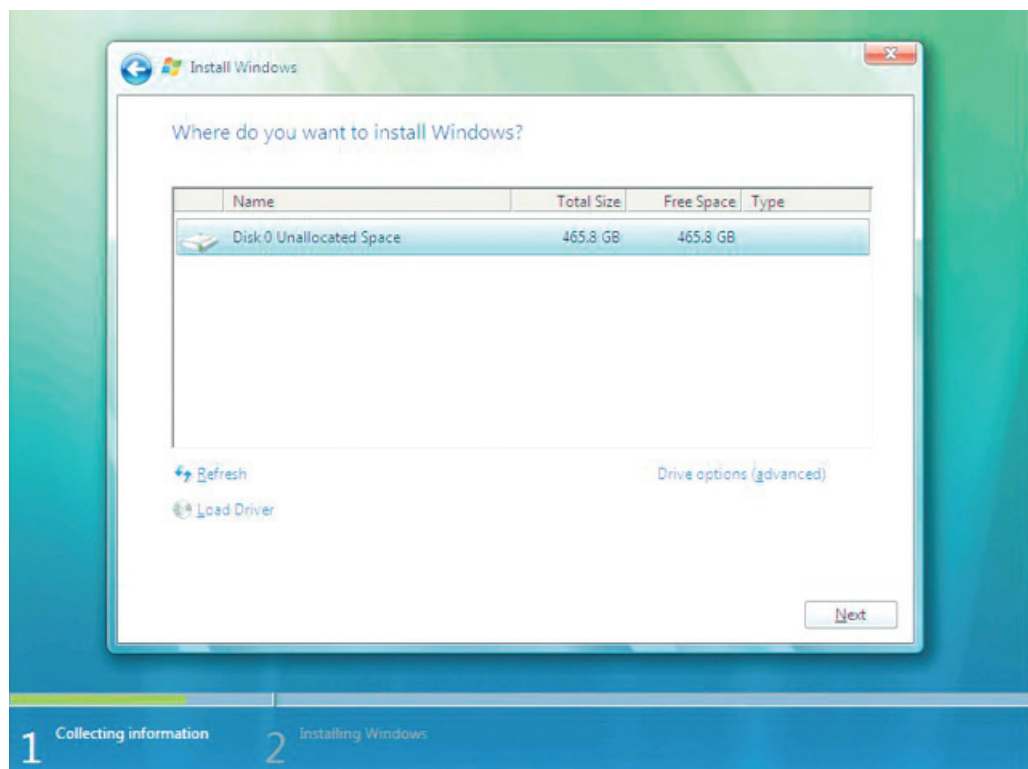 Install Windows
Where do you want to install Windows?
Name Total Size Free Space Type
Disk 0 Unallocated Space 465.8 GB 465.8 GB
Refresh Drive options (advanced)
Load Driver
Next
1 Collecting information 2 Installing Windows